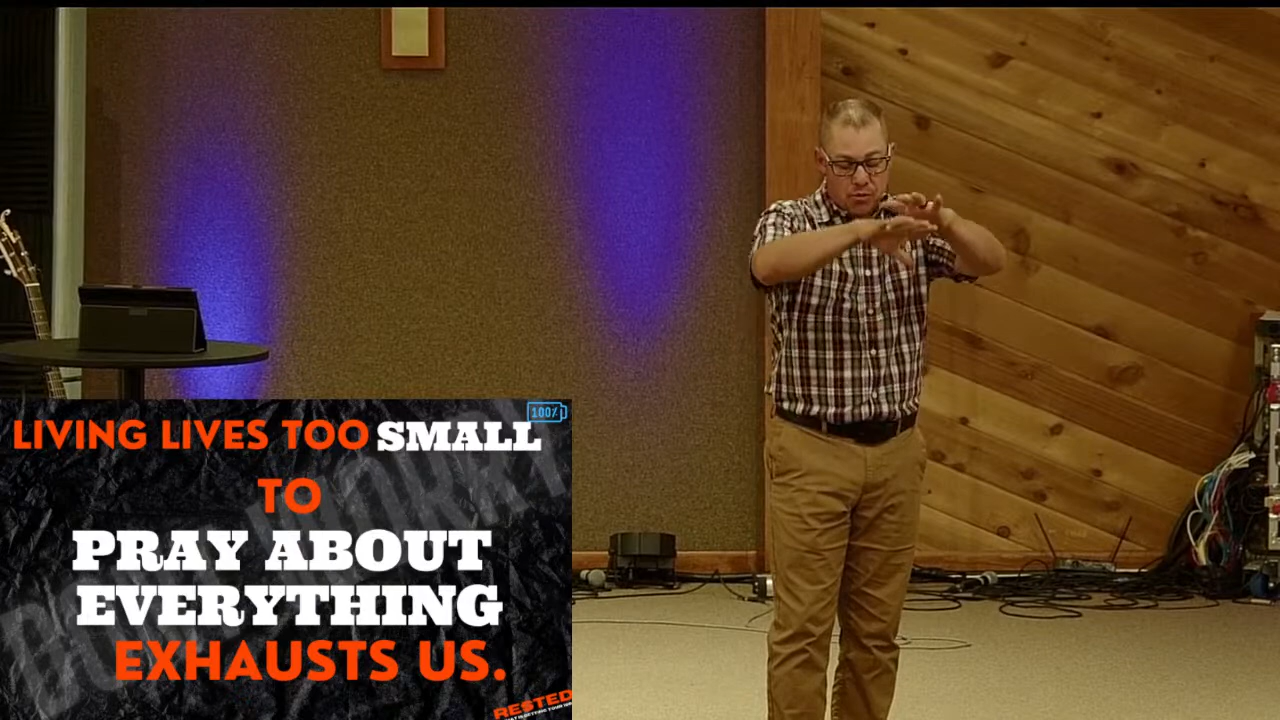 100%
LIVING LIVES TOO SMALL
TO
PRAY ABOUT
EVERYTHING
EXHAUSTS US.
RESTED